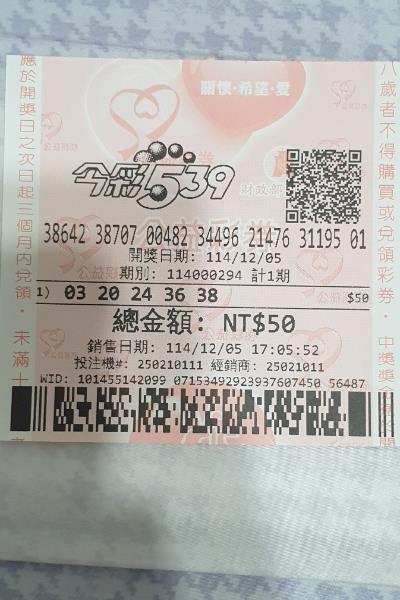 關懷·希望·愛
今彩539
財政部
38642 38707 00482 34496 21476 31195 01
開獎日期: 114/12/05
期別: 114000294 計1期
1) 03 20 24 36 38 $50
總金額: NT$50
銷售日期: 114/12/05 17:05:52
投注機#: 250210111 經銷商: 25021011
WID: 101455142099 07153492923937607450 56487
應於開獎日之次日起三個月內兌領。未滿十
八歲者不得購買或兌領彩券。中獎獎金